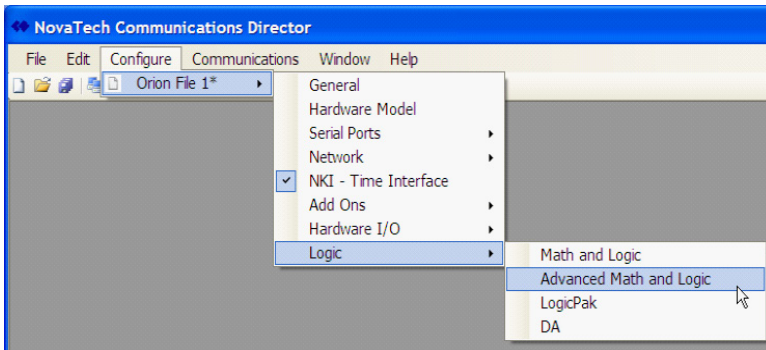 NovaTech Communications Director
File Edit Configure Communications Window Help
Orion File 1*
General
Hardware Model
Serial Ports
Network
NKI - Time Interface
Add Ons
Hardware I/O
Logic
Math and Logic
Advanced Math and Logic
LogicPak
DA